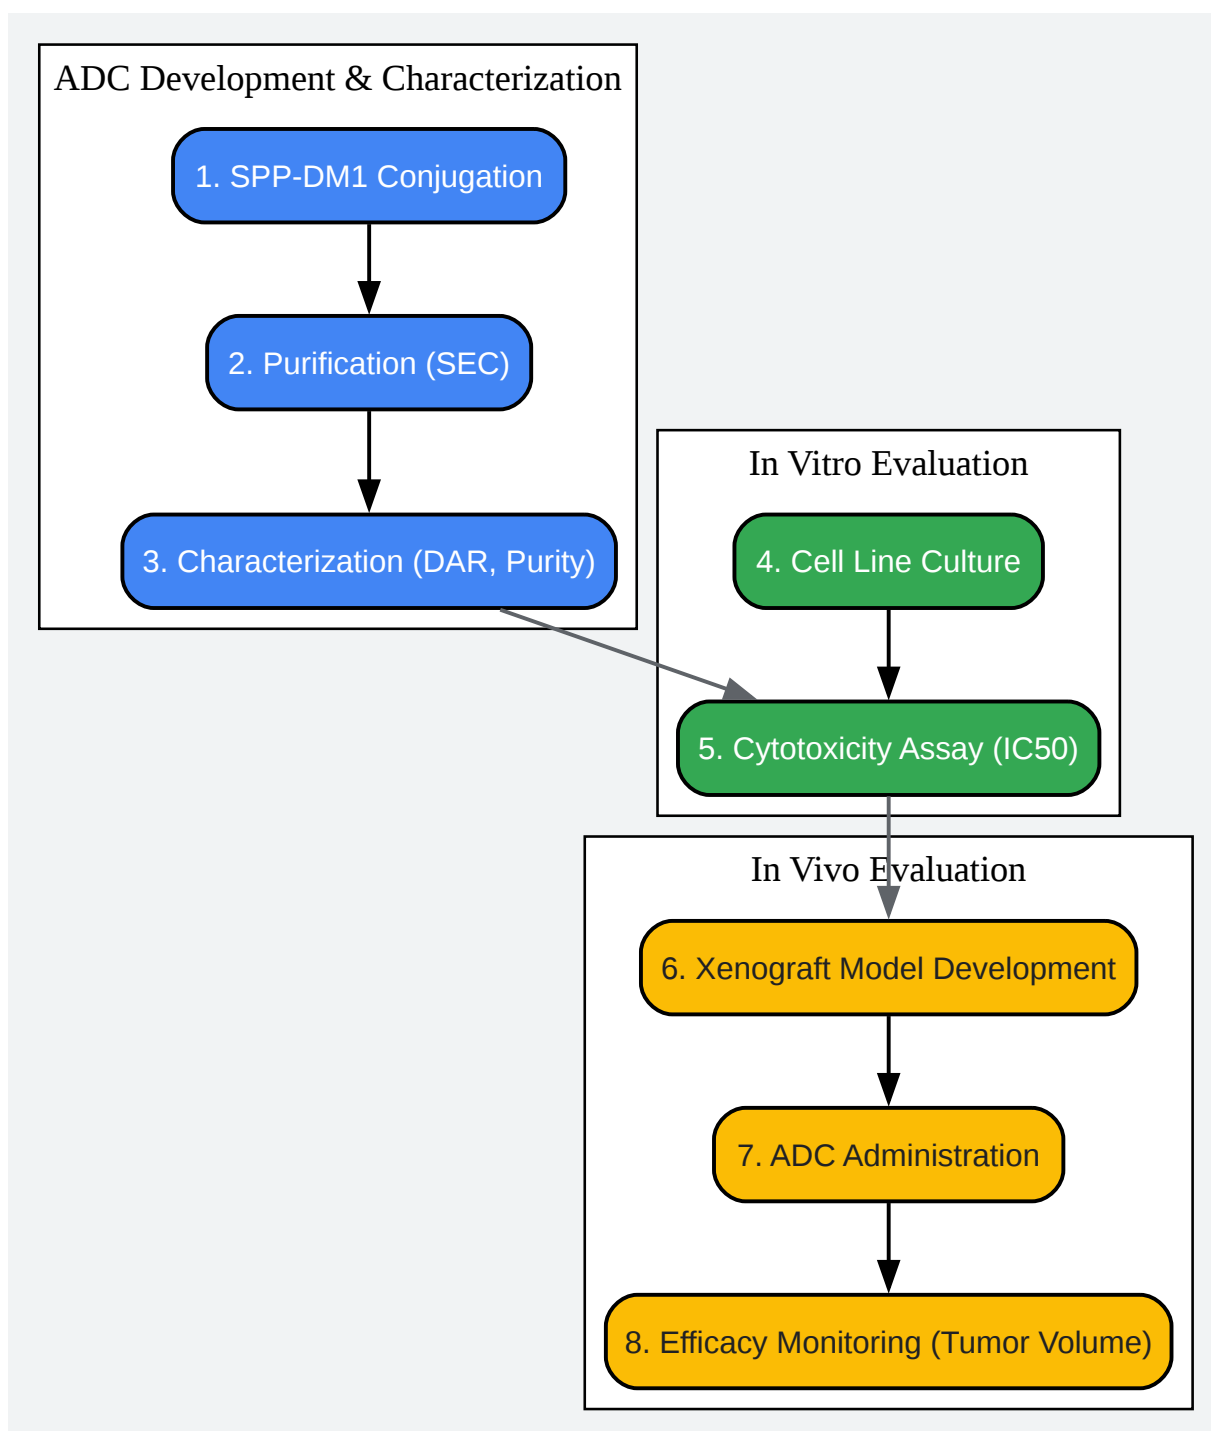 ADC Development & Characterization
1. SPP-DM1 Conjugation
2. Purification (SEC)
3. Characterization (DAR, Purity)
In Vitro Evaluation
4. Cell Line Culture
5. Cytotoxicity Assay (IC50)
In Vivo Evaluation
6. Xenograft Model Development
7. ADC Administration
8. Efficacy Monitoring (Tumor Volume)